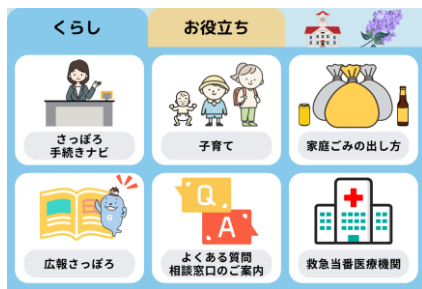 くらし
お役立ち
さっぽろ
手続きナビ
子育て
家庭ごみの出し方
広報さっぽろ
Q
A
よくある質問
相談窓口のご案内
救急当番医療機関